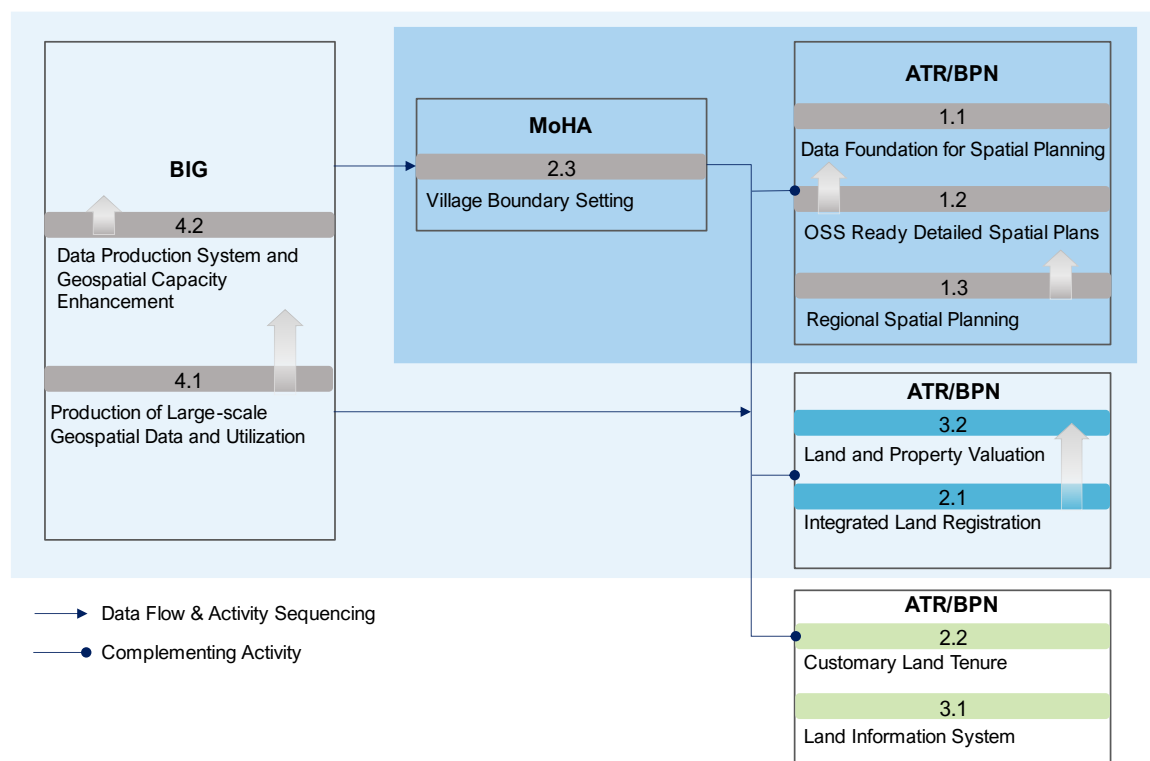 BIG
4.2
Data Production System and
Geospatial Capacity
Enhancement
4.1
Production of Large-scale
Geospatial Data and Utilization
MoHA
2.3
Village Boundary Setting
ATR/BPN
1.1
Data Foundation for Spatial Planning
1.2
OSS Ready Detailed Spatial Plans
1.3
Regional Spatial Planning
ATR/BPN
3.2
Land and Property Valuation
2.1
Integrated Land Registration
ATR/BPN
2.2
Customary Land Tenure
3.1
Land Information System
Data Flow & Activity Sequencing
Complementing Activity